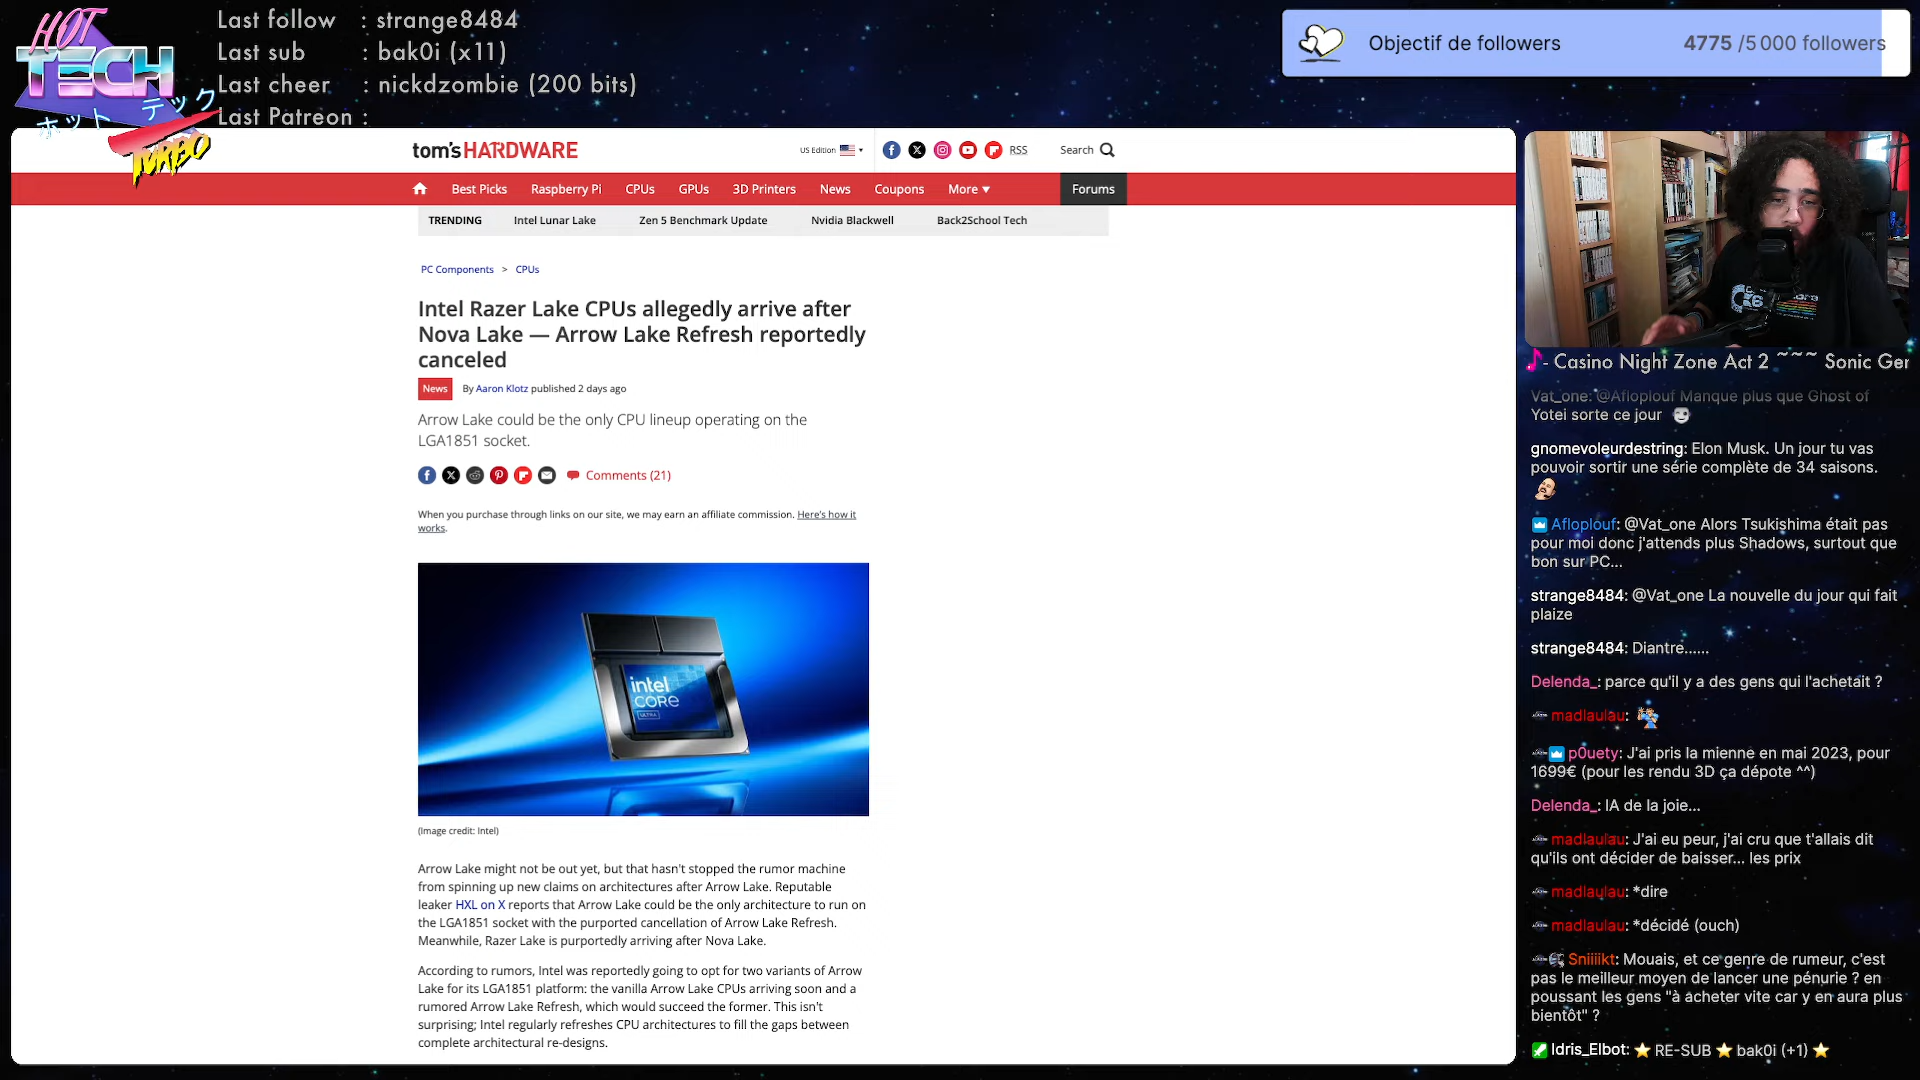 HOT
TECH
ホット テック
TURBO
Last follow : strange8484
Last sub : bak0i (x11)
Last cheer : nickdzombie (200 bits)
Last Patreon :
Objectif de followers
4775 /5 000 followers
tom's HARDWARE
US Edition
RSS
Search
Best Picks
Raspberry Pi
CPUs
GPUs
3D Printers
News
Coupons
More ▼
Forums
TRENDING
Intel Lunar Lake
Zen 5 Benchmark Update
Nvidia Blackwell
Back2School Tech
PC Components > CPUs
Intel Razer Lake CPUs allegedly arrive after
Nova Lake — Arrow Lake Refresh reportedly
canceled
News
By Aaron Klotz published 2 days ago
Arrow Lake could be the only CPU lineup operating on the
LGA1851 socket.
Comments (21)
When you purchase through links on our site, we may earn an affiliate commission. Here's how it
works.
intel
CORE
ULTRA
(Image credit: Intel)
Arrow Lake might not be out yet, but that hasn't stopped the rumor machine
from spinning up new claims on architectures after Arrow Lake. Reputable
leaker HXL on X reports that Arrow Lake could be the only architecture to run on
the LGA1851 socket with the purported cancellation of Arrow Lake Refresh.
Meanwhile, Razer Lake is purportedly arriving after Nova Lake.
According to rumors, Intel was reportedly going to opt for two variants of Arrow
Lake for its LGA1851 platform: the vanilla Arrow Lake CPUs arriving soon and a
rumored Arrow Lake Refresh, which would succeed the former. This isn't
surprising; Intel regularly refreshes CPU architectures to fill the gaps between
complete architectural re-designs.
- Casino Night Zone Act 2 ~~~ Sonic Ger
Vat_one: @Afloplouf Manque plus que Ghost of
Yotei sorte ce jour
gnomevoleurdestring: Elon Musk. Un jour tu vas
pouvoir sortir une série complète de 34 saisons.
Afloplouf: @Vat_one Alors Tsukishima était pas
pour moi donc j'attends plus Shadows, surtout que
bon sur PC...
strange8484: @Vat_one La nouvelle du jour qui fait
plaize
strange8484: Diantre......
Delenda_: parce qu'il y a des gens qui l'achetait ?
madlaulau:
p0uety: J'ai pris la mienne en mai 2023, pour
1699€ (pour les rendu 3D ça dépote ^^)
Delenda_: IA de la joie...
madlaulau: J'ai eu peur, j'ai cru que t'allais dit
qu'ils ont décider de baisser... les prix
madlaulau: *dire
madlaulau: *décidé (ouch)
Sniiiikt: Mouais, et ce genre de rumeur, c'est
pas le meilleur moyen de lancer une pénurie ? en
poussant les gens "à acheter vite car y en aura plus
bientôt" ?
Idris_Elbot: ⭐ RE-SUB ⭐ bak0i (+1) ⭐